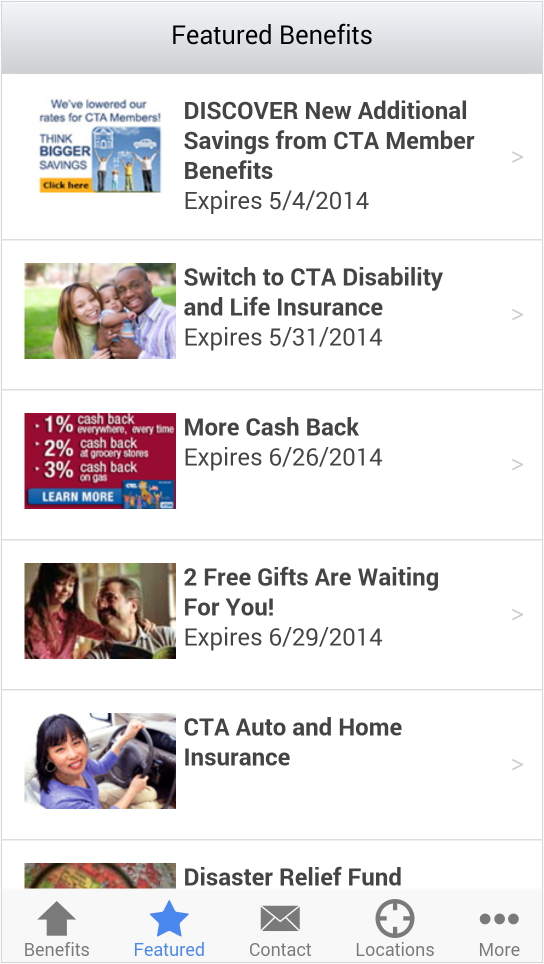 Featured Benefits
We've lowered our
rates for CTA Members!
THINK
BIGGER
SAVINGS
Click here
DISCOVER New Additional
Savings from CTA Member
Benefits
Expires 5/4/2014
>
Switch to CTA Disability
and Life Insurance
Expires 5/31/2014
>
1% cash back
everywhere, every time
2% cash back
at grocery stores
3% cash back
on gas
LEARN MORE
More Cash Back
Expires 6/26/2014
>
2 Free Gifts Are Waiting
For You!
Expires 6/29/2014
>
CTA Auto and Home
Insurance
>
Disaster Relief Fund
Benefits
Featured
Contact
Locations
More